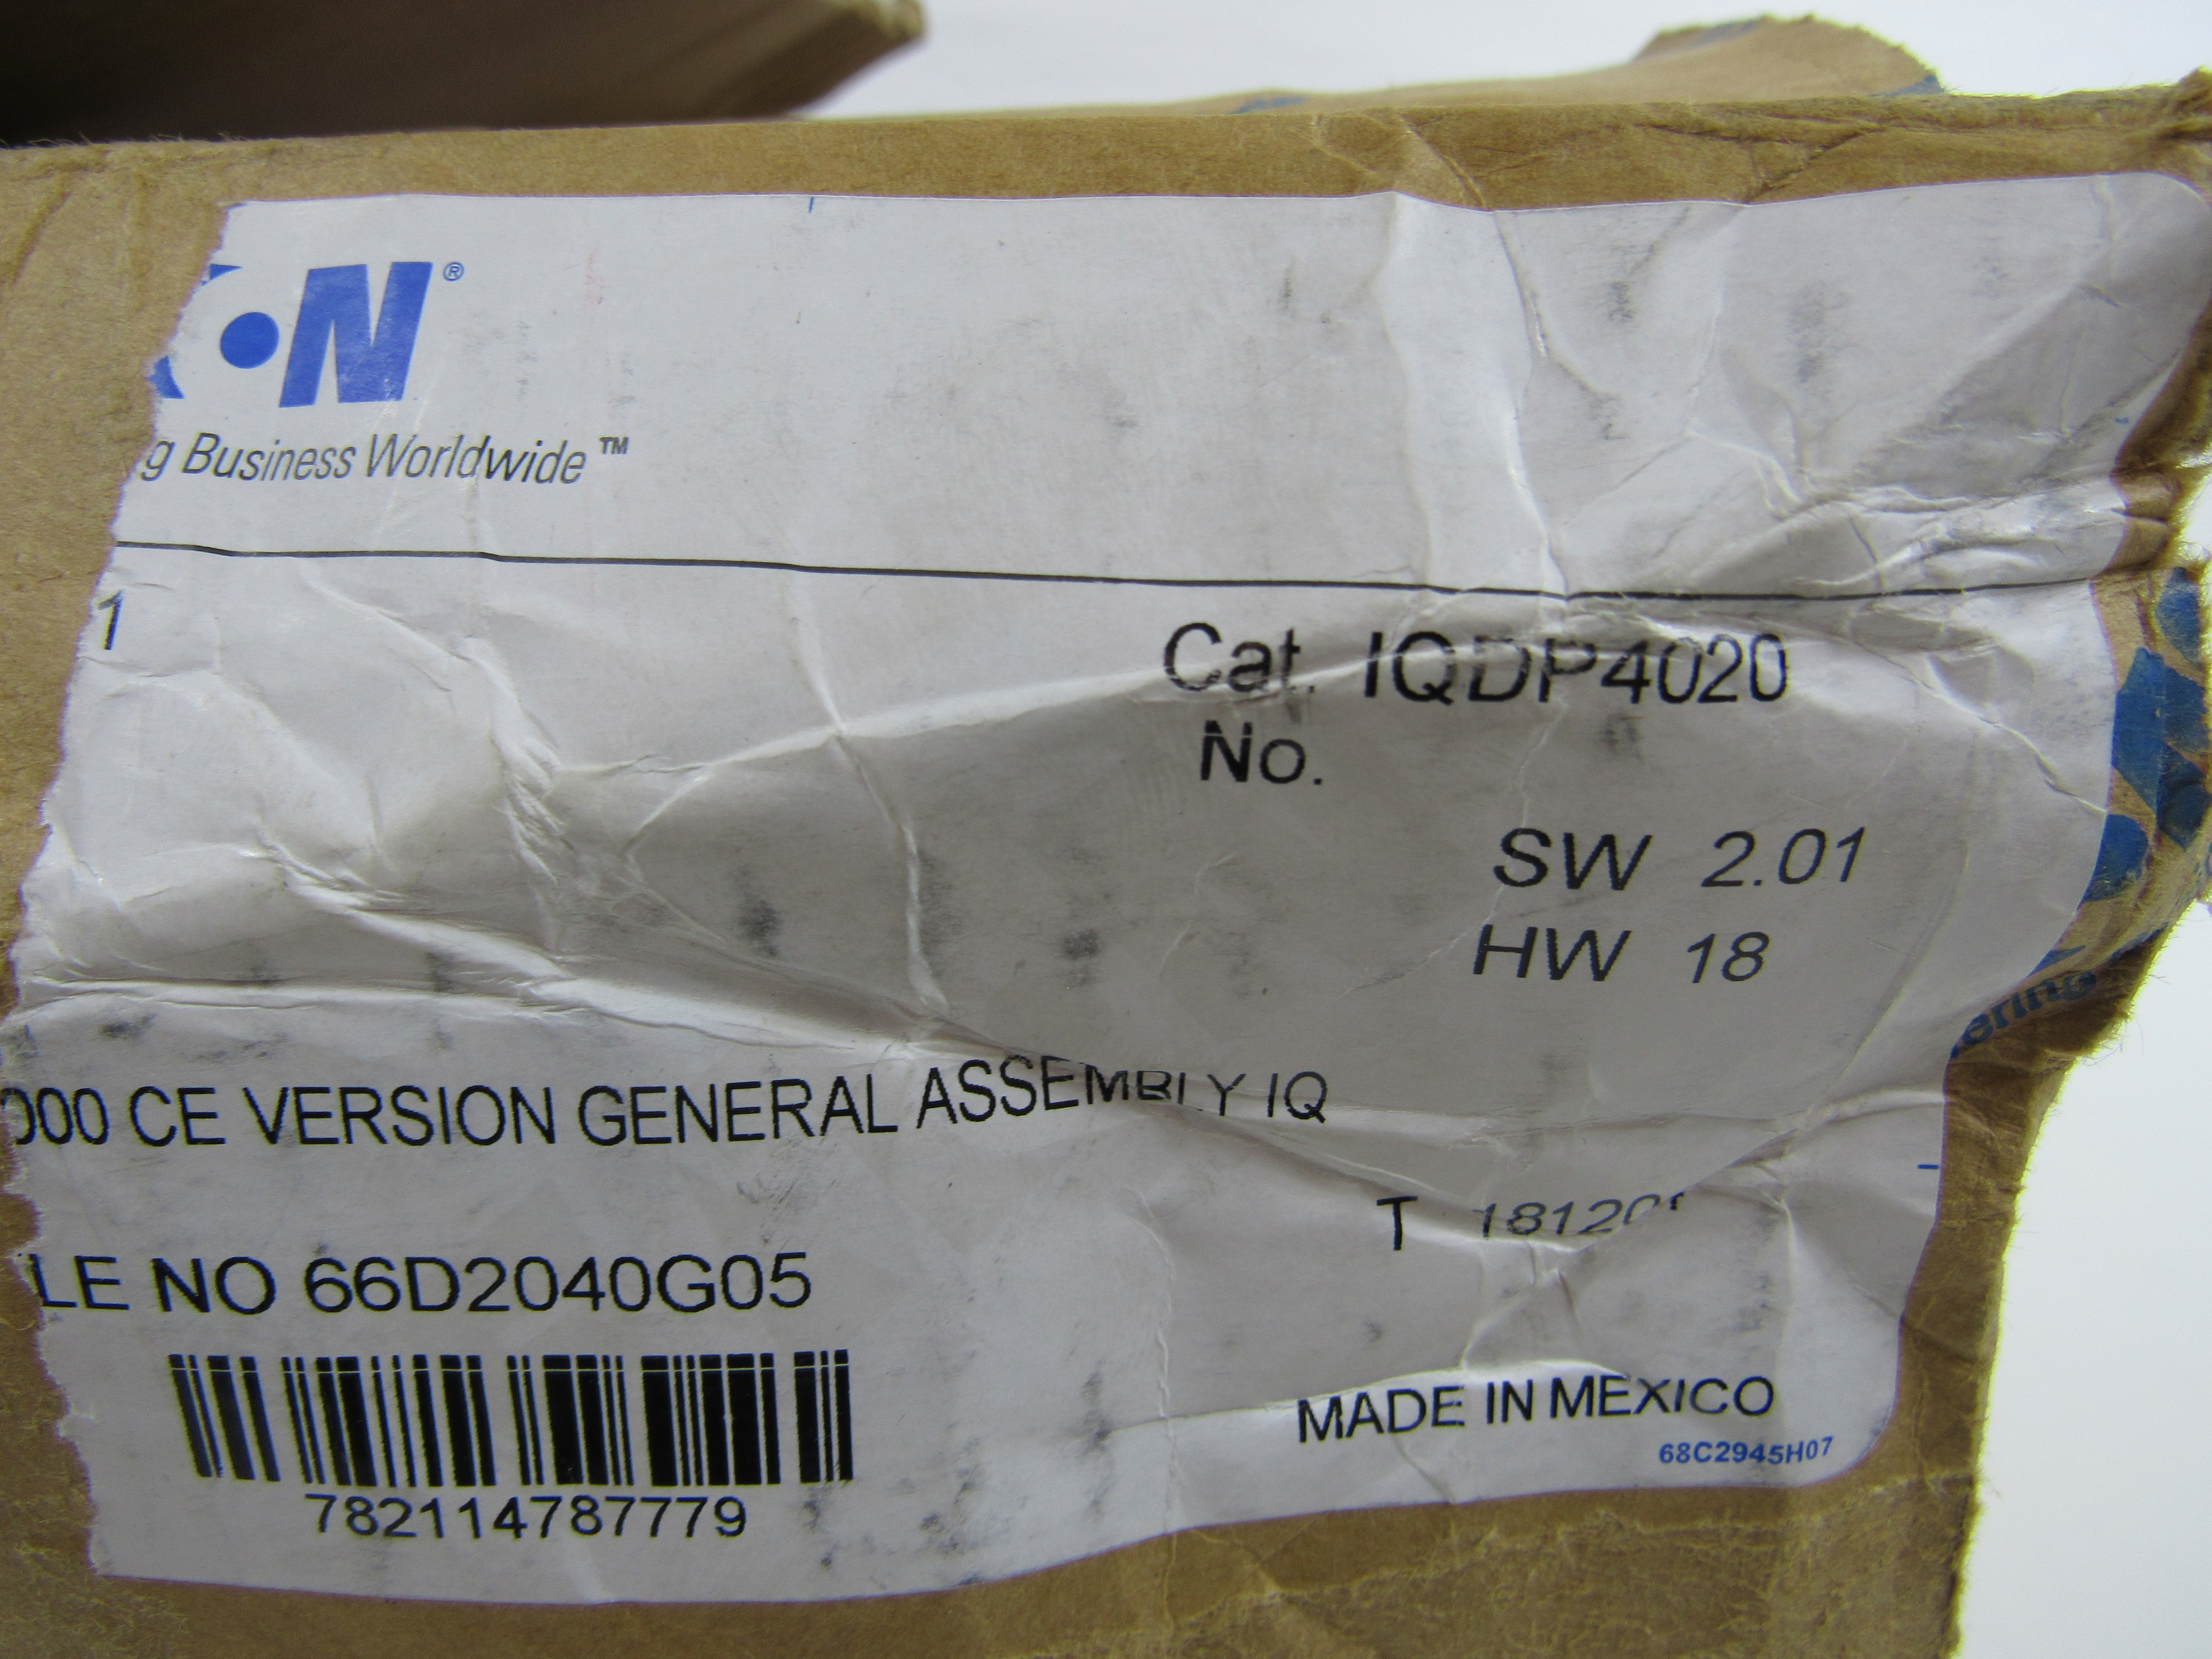 N®
g Business Worldwide™
1
Cat. IQDP4020
No.
SW 2.01
HW 18
000 CE VERSION GENERAL ASSEMBLY IQ
T
LE NO 66D2040G05
782114787779
MADE IN MEXICO
68C2945H07